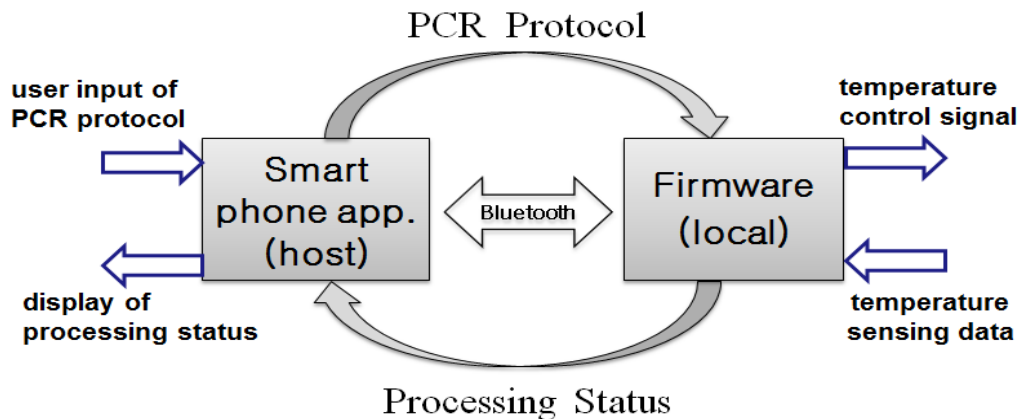 PCR Protocol
user input of
PCR protocol
temperature
control signal
Smart
phone app.
(host)
Bluetooth
Firmware
(local)
display of
processing status
temperature
sensing data
Processing Status